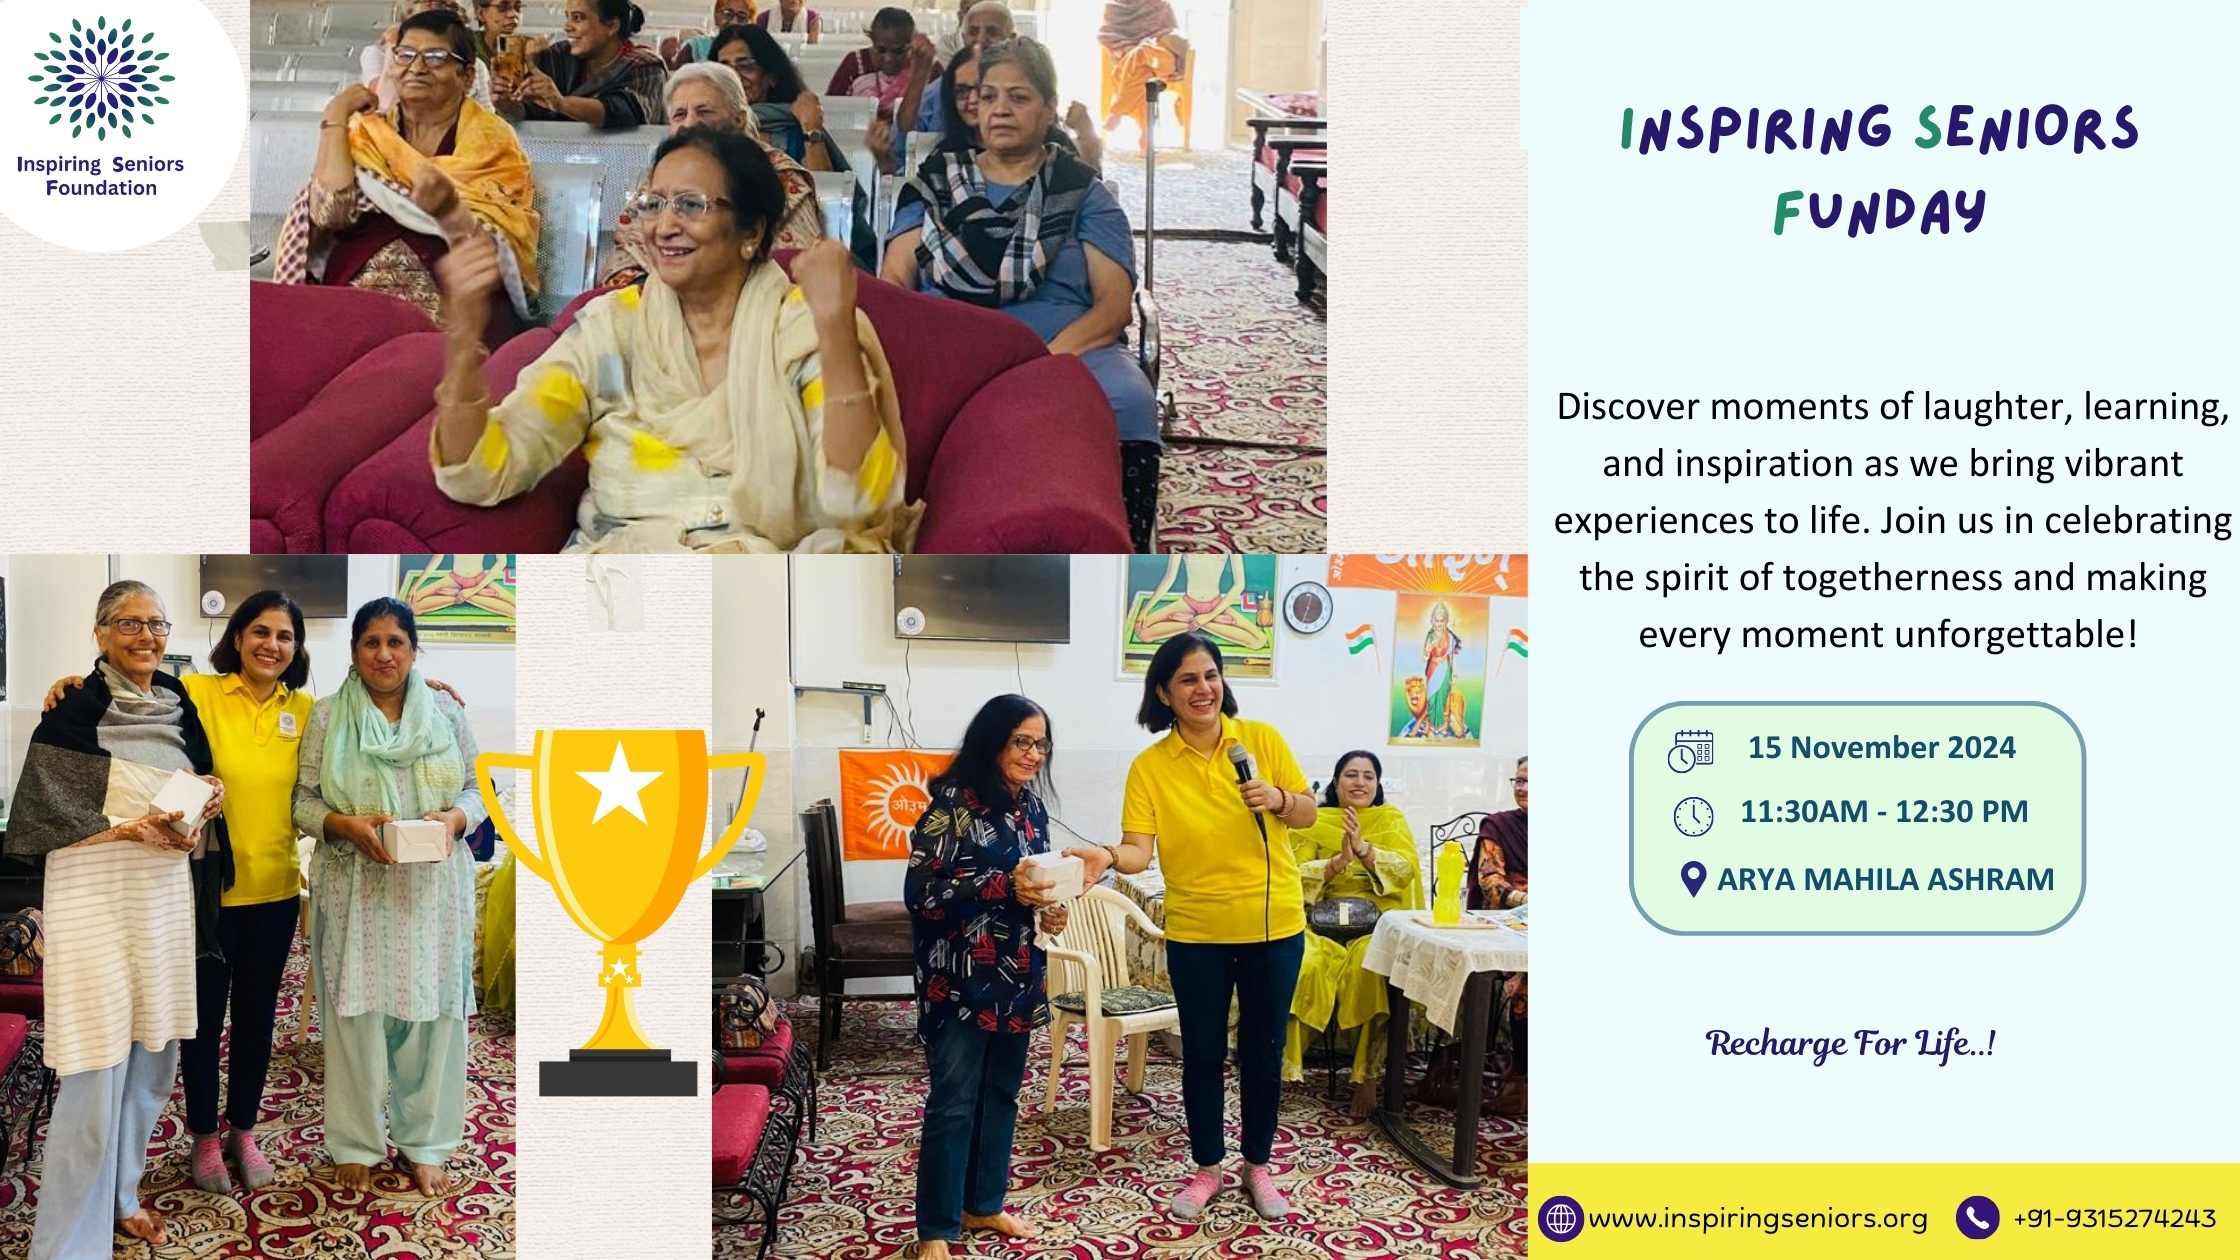 Inspiring Seniors
Foundation
INSPIRING SENIORS
FUNDAY
Discover moments of laughter, learning,
and inspiration as we bring vibrant
experiences to life. Join us in celebrating
the spirit of togetherness and making
every moment unforgettable!
15 November 2024
11:30AM - 12:30 PM
ARYA MAHILA ASHRAM
Recharge For Life..!
www.inspiringseniors.org
+91-9315274243
ओ३म्